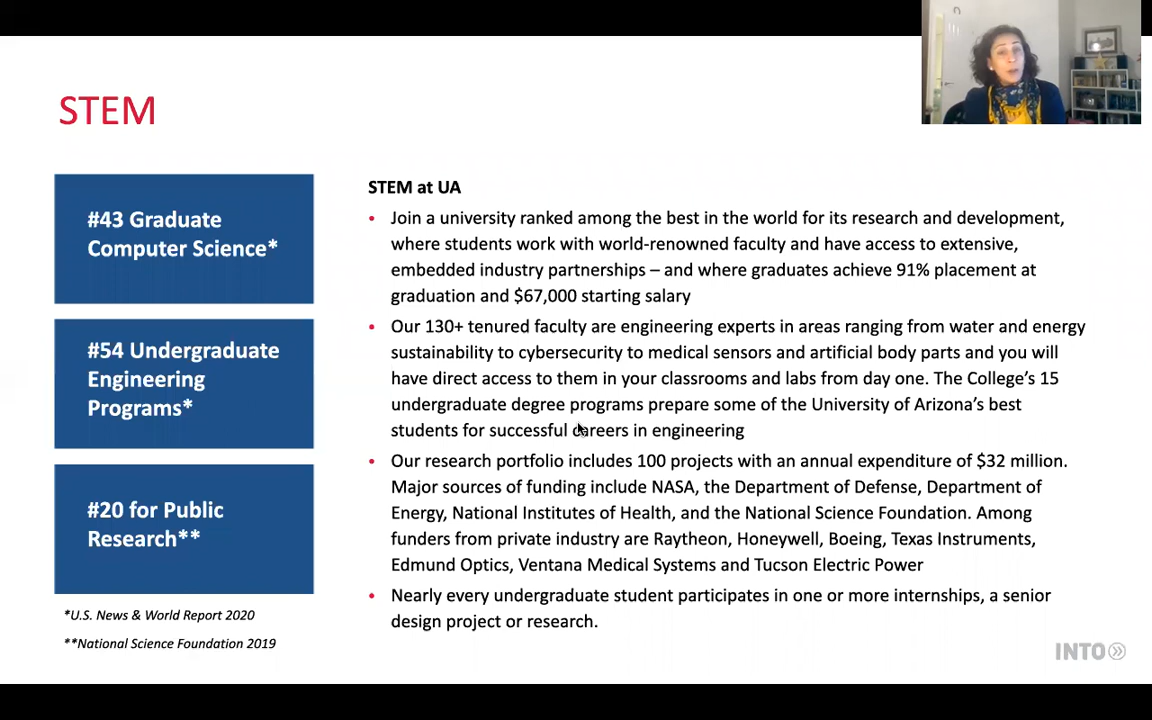 STEM
#43 Graduate
Computer Science*
#54 Undergraduate
Engineering
Programs*
#20 for Public
Research**
*U.S. News & World Report 2020
**National Science Foundation 2019
STEM at UA
• Join a university ranked among the best in the world for its research and development,
where students work with world-renowned faculty and have access to extensive,
embedded industry partnerships – and where graduates achieve 91% placement at
graduation and $67,000 starting salary
• Our 130+ tenured faculty are engineering experts in areas ranging from water and energy
sustainability to cybersecurity to medical sensors and artificial body parts and you will
have direct access to them in your classrooms and labs from day one. The College’s 15
undergraduate degree programs prepare some of the University of Arizona’s best
students for successful careers in engineering
• Our research portfolio includes 100 projects with an annual expenditure of $32 million.
Major sources of funding include NASA, the Department of Defense, Department of
Energy, National Institutes of Health, and the National Science Foundation. Among
funders from private industry are Raytheon, Honeywell, Boeing, Texas Instruments,
Edmund Optics, Ventana Medical Systems and Tucson Electric Power
• Nearly every undergraduate student participates in one or more internships, a senior
design project or research.
INTO